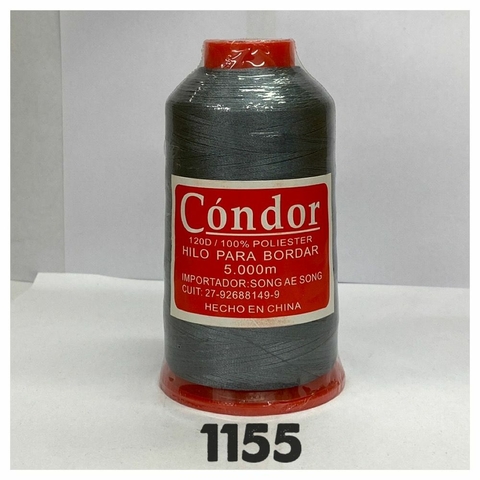 Cóndor
120D / 100% POLIESTER
HILO PARA BORDAR
5.000m
IMPORTADOR:SONG AE SONG
CUIT: 27-92688149-9
HECHO EN CHINA
1155